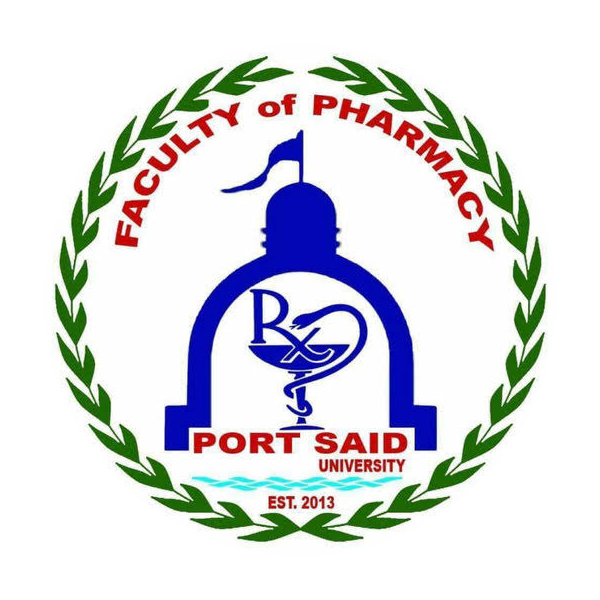 FACULTY of PHARMACY
Rx
PORT SAID
UNIVERSITY
EST. 2013